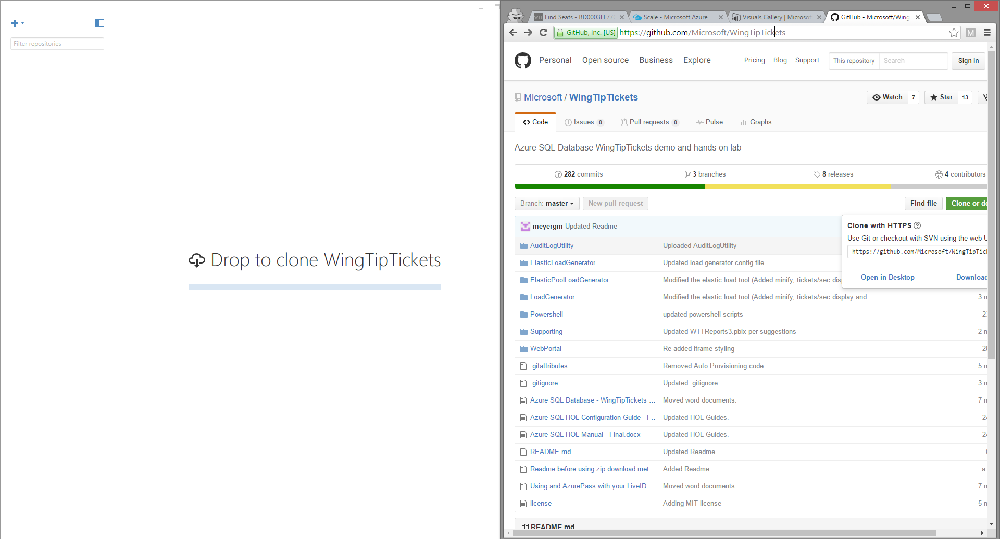 Filter repositories
Drop to clone WingTipTickets
Find Seats - RD0003FF77
Scale - Microsoft Azure
Visuals Gallery | Microsof
GitHub - Microsoft/Wing
GitHub, Inc. [US] https://github.com/Microsoft/WingTipTickets
M
Personal Open source Business Explore Pricing Blog Support This repository Search Sign in
Microsoft / WingTipTickets
Watch 7 Star 13
Code Issues 0 Pull requests 0 Pulse Graphs
Azure SQL Database WingTipTickets demo and hands on lab
282 commits 3 branches 8 releases 4 contributors
Branch: master New pull request Find file Clone or do
meyergm Updated Readme
Clone with HTTPS
Use Git or checkout with SVN using the web U
https://github.com/Microsoft/WingTipTic
Open in Desktop Download
AuditLogUtility Uploaded AuditLogUtility
ElasticLoadGenerator Updated load generator config file.
ElasticPoolLoadGenerator Modified the elastic load tool (Added minify, tickets/sec disp
LoadGenerator Modified the elastic load tool (Added minify, tickets/sec display and... 3 m
Powershell updated powershell scripts 23
Supporting Updated WTTReports3.pbix per suggestions 2 m
WebPortal Re-added iframe styling 28
.gitattributes Removed Auto Provisioning code. 5 m
.gitignore Updated .gitignore 3 m
Azure SQL Database - WingTipTickets ... Moved word documents. 7 m
Azure SQL HOL Configuration Guide - F... Updated HOL Guides. 24
Azure SQL HOL Manual - Final.docx Updated HOL Guides. 24
README.md Updated Readme
Readme before using zip download met... Added Readme a
Using and AzurePass with your LiveID.... Moved word documents. 7 m
license Adding MIT license 5 m
README.md